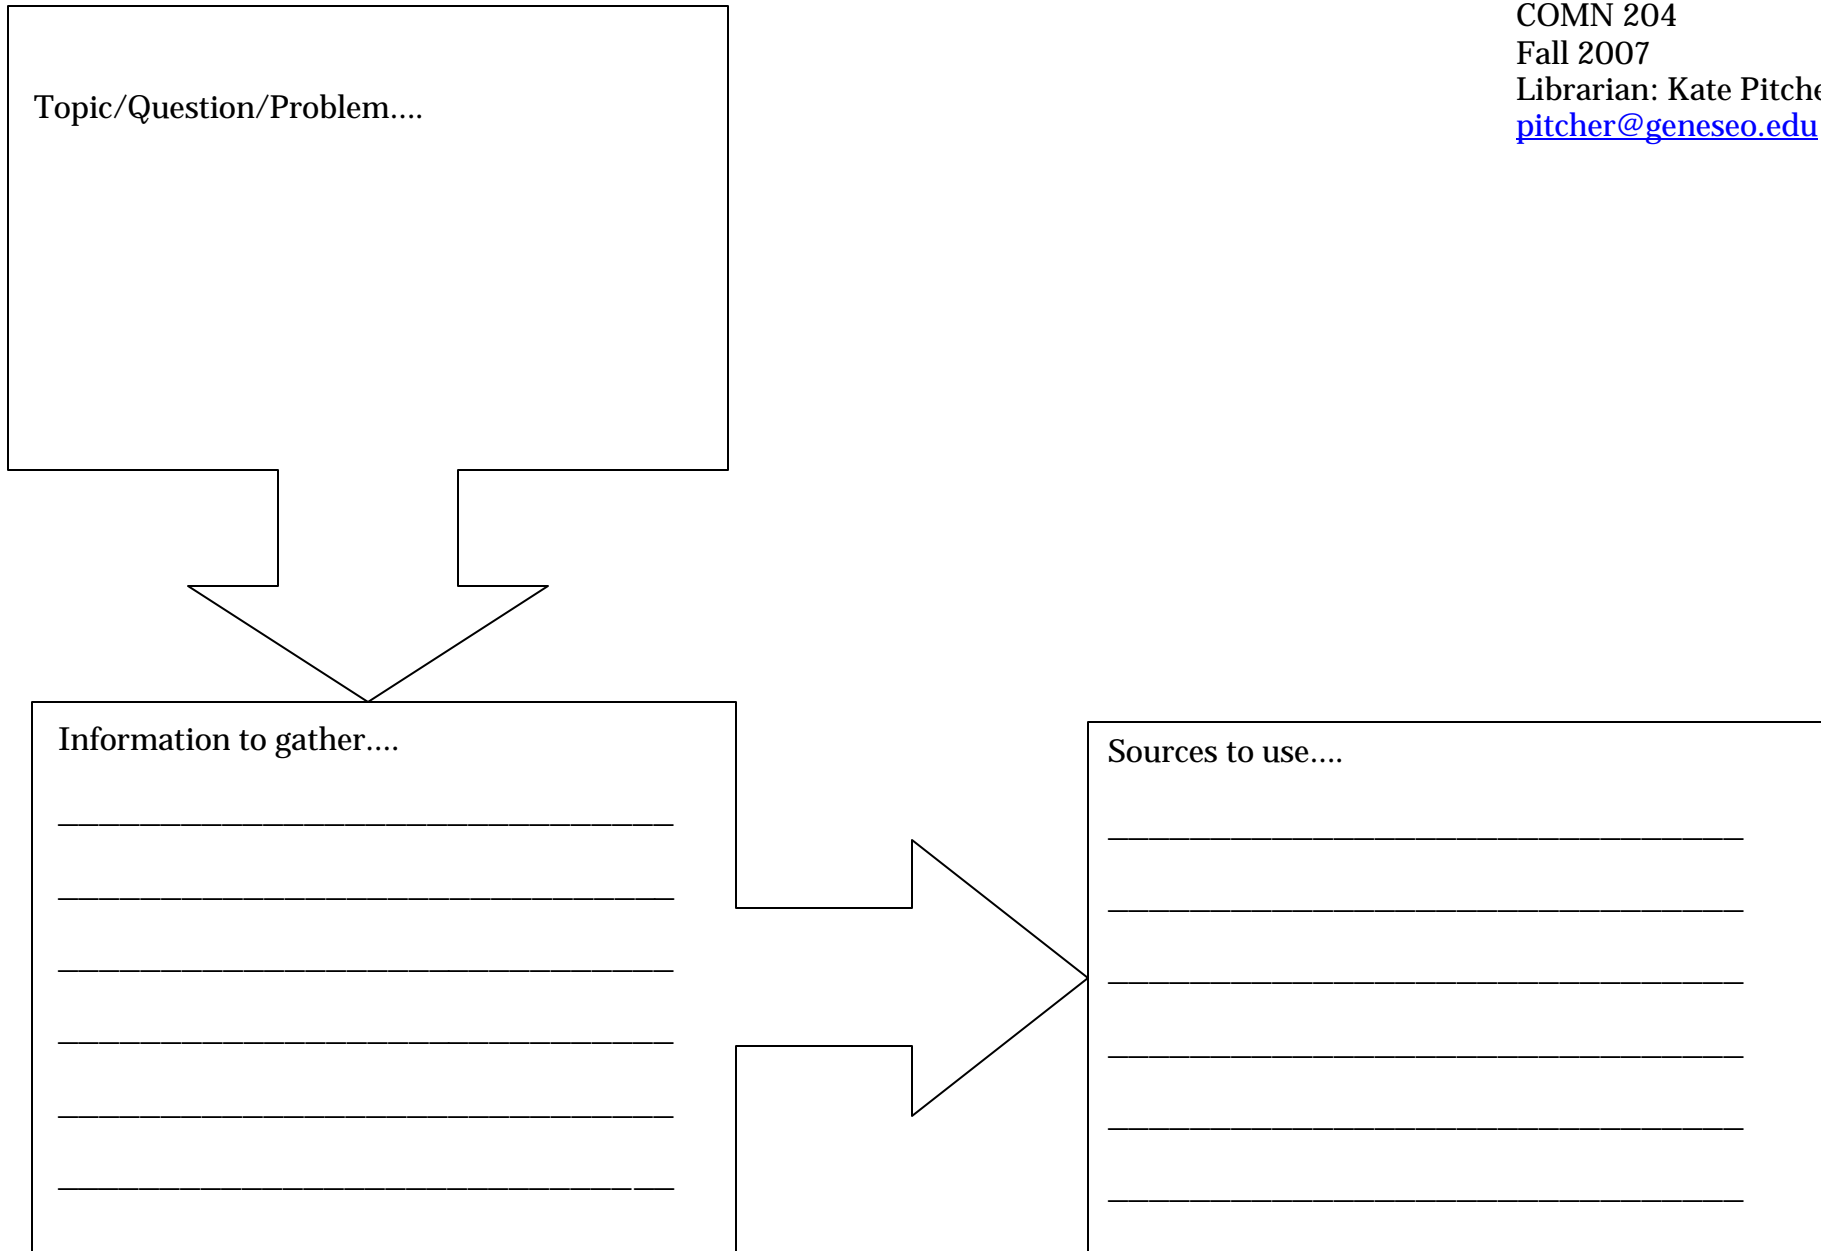 COMN 204
Fall 2007
Librarian: Kate Pitche
pitcher@geneseo.edu
Topic/Question/Problem....
Information to gather....
Sources to use....